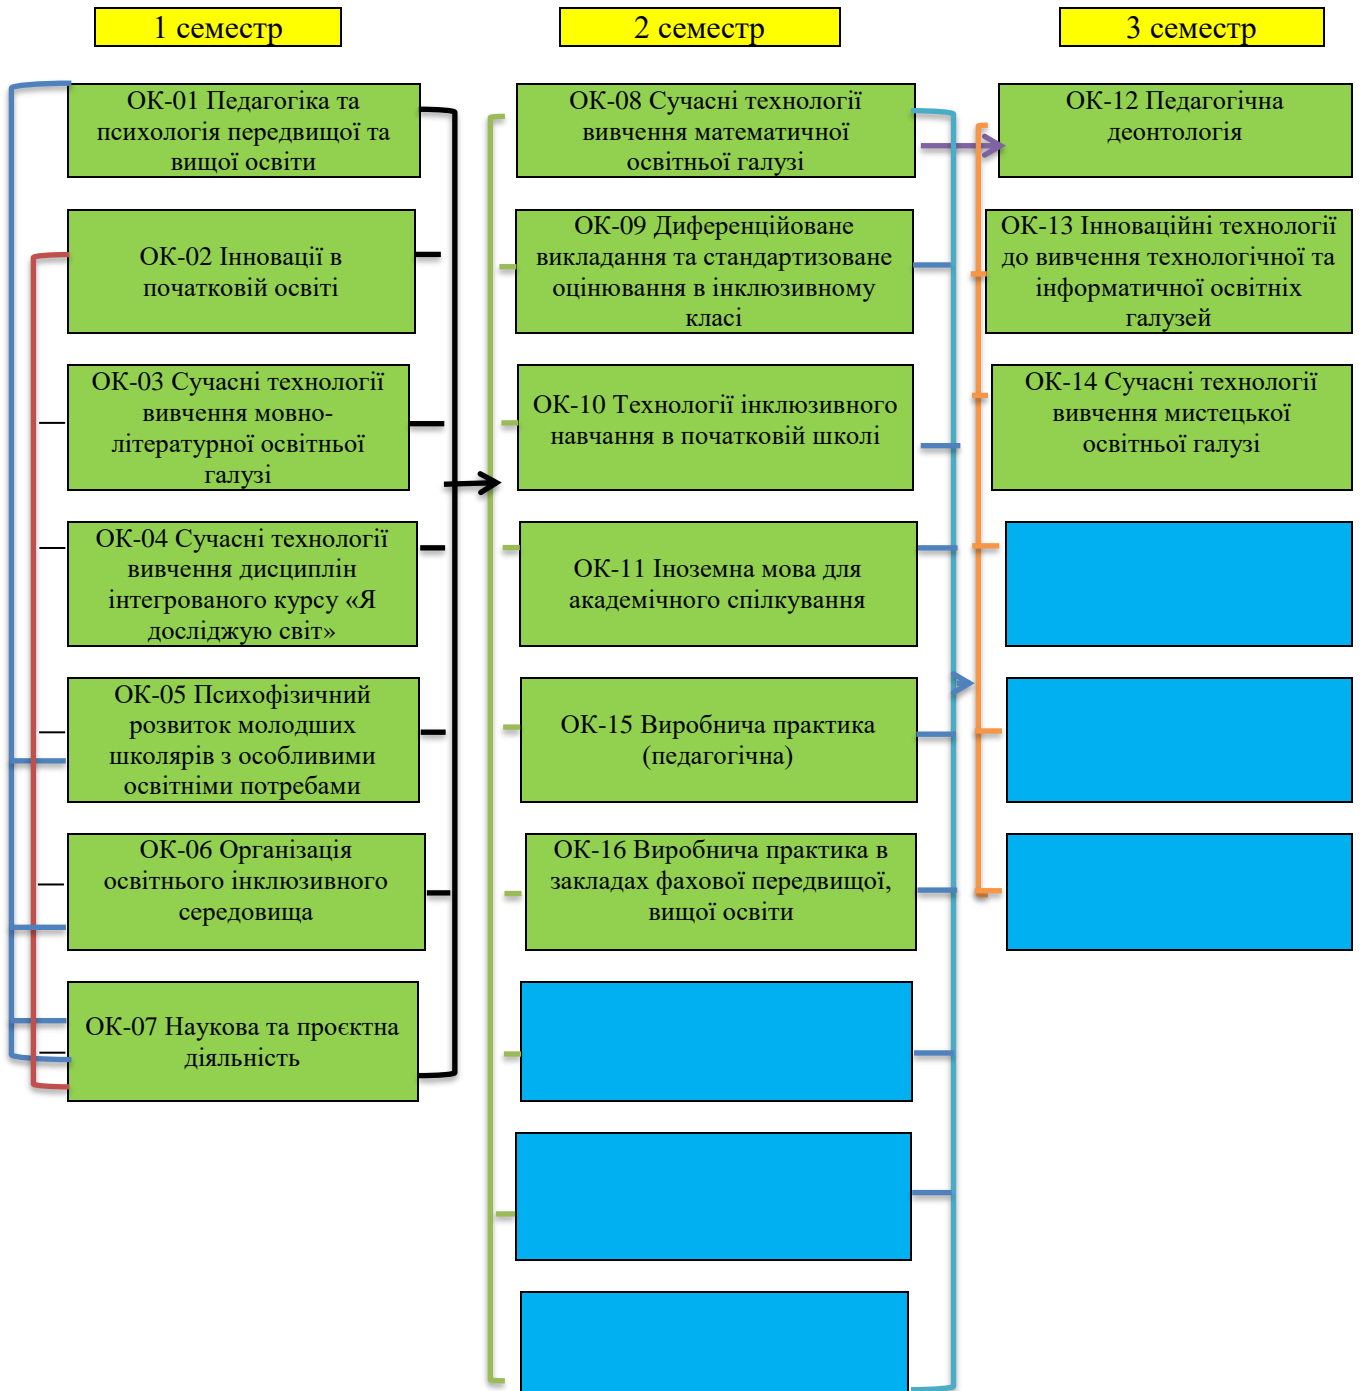 1 семестр
2 семестр
3 семестр
ОК-01 Педагогіка та
психологія передвищої та
вищої освіти
ОК-02 Інновації в
початковій освіті
ОК-03 Сучасні технології
вивчення мовно-
літературної освітньої
галузі
ОК-04 Сучасні технології
вивчення дисциплін
інтегрованого курсу «Я
досліджую світ»
ОК-05 Психофізичний
розвиток молодших
школярів з особливими
освітніми потребами
ОК-06 Організація
освітнього інклюзивного
середовища
ОК-07 Наукова та проєктна
діяльність
ОК-08 Сучасні технології
вивчення математичної
освітньої галузі
ОК-09 Диференційоване
викладання та стандартизоване
оцінювання в інклюзивному
класі
ОК-10 Технології інклюзивного
навчання в початковій школі
ОК-11 Іноземна мова для
академічного спілкування
ОК-15 Виробнича практика
(педагогічна)
ОК-16 Виробнича практика в
закладах фахової передвищої,
вищої освіти
ОК-12 Педагогічна
деонтологія
ОК-13 Інноваційні технології
до вивчення технологічної та
інформатичної освітніх
галузей
ОК-14 Сучасні технології
вивчення мистецької
освітньої галузі